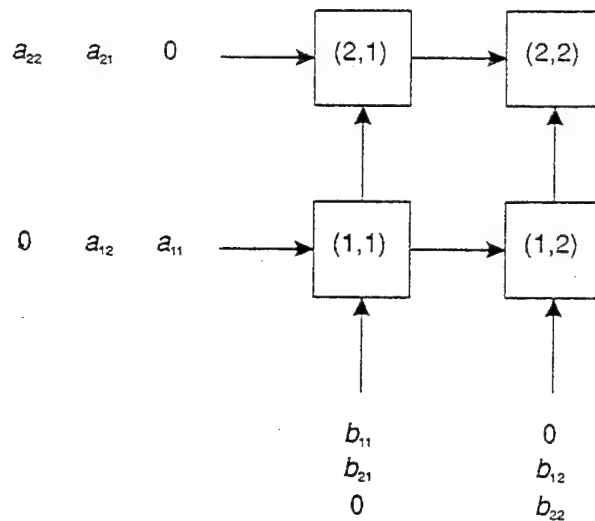 a₂₂ a₂₁ 0 (2,1) (2,2)
0 a₁₂ a₁₁ (1,1) (1,2)
b₁₁ 0
b₂₁ b₁₂
0 b₂₂